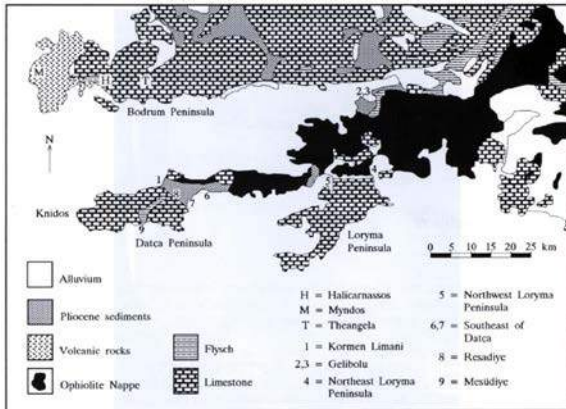 M
H
T
2,3
Bodrum Peninsula
N
1
4
5
8
6
7
Knidos
9
Datça Peninsula
Loryma
Peninsula
0 5 10 15 20 25
km
Alluvium
Pliocene sediments
Volcanic rocks
Ophiolite Nappe
Flysch
Limestone
H = Halicarnassos
M = Myndos
T = Theangela
1 = Kormen Limani
2,3 = Gelibolu
4 = Northeast Loryma
Peninsula
5 = Northwest Loryma
Peninsula
6,7 = Southeast of
Datca
8 = Resadiye
9 = Mesüdiye